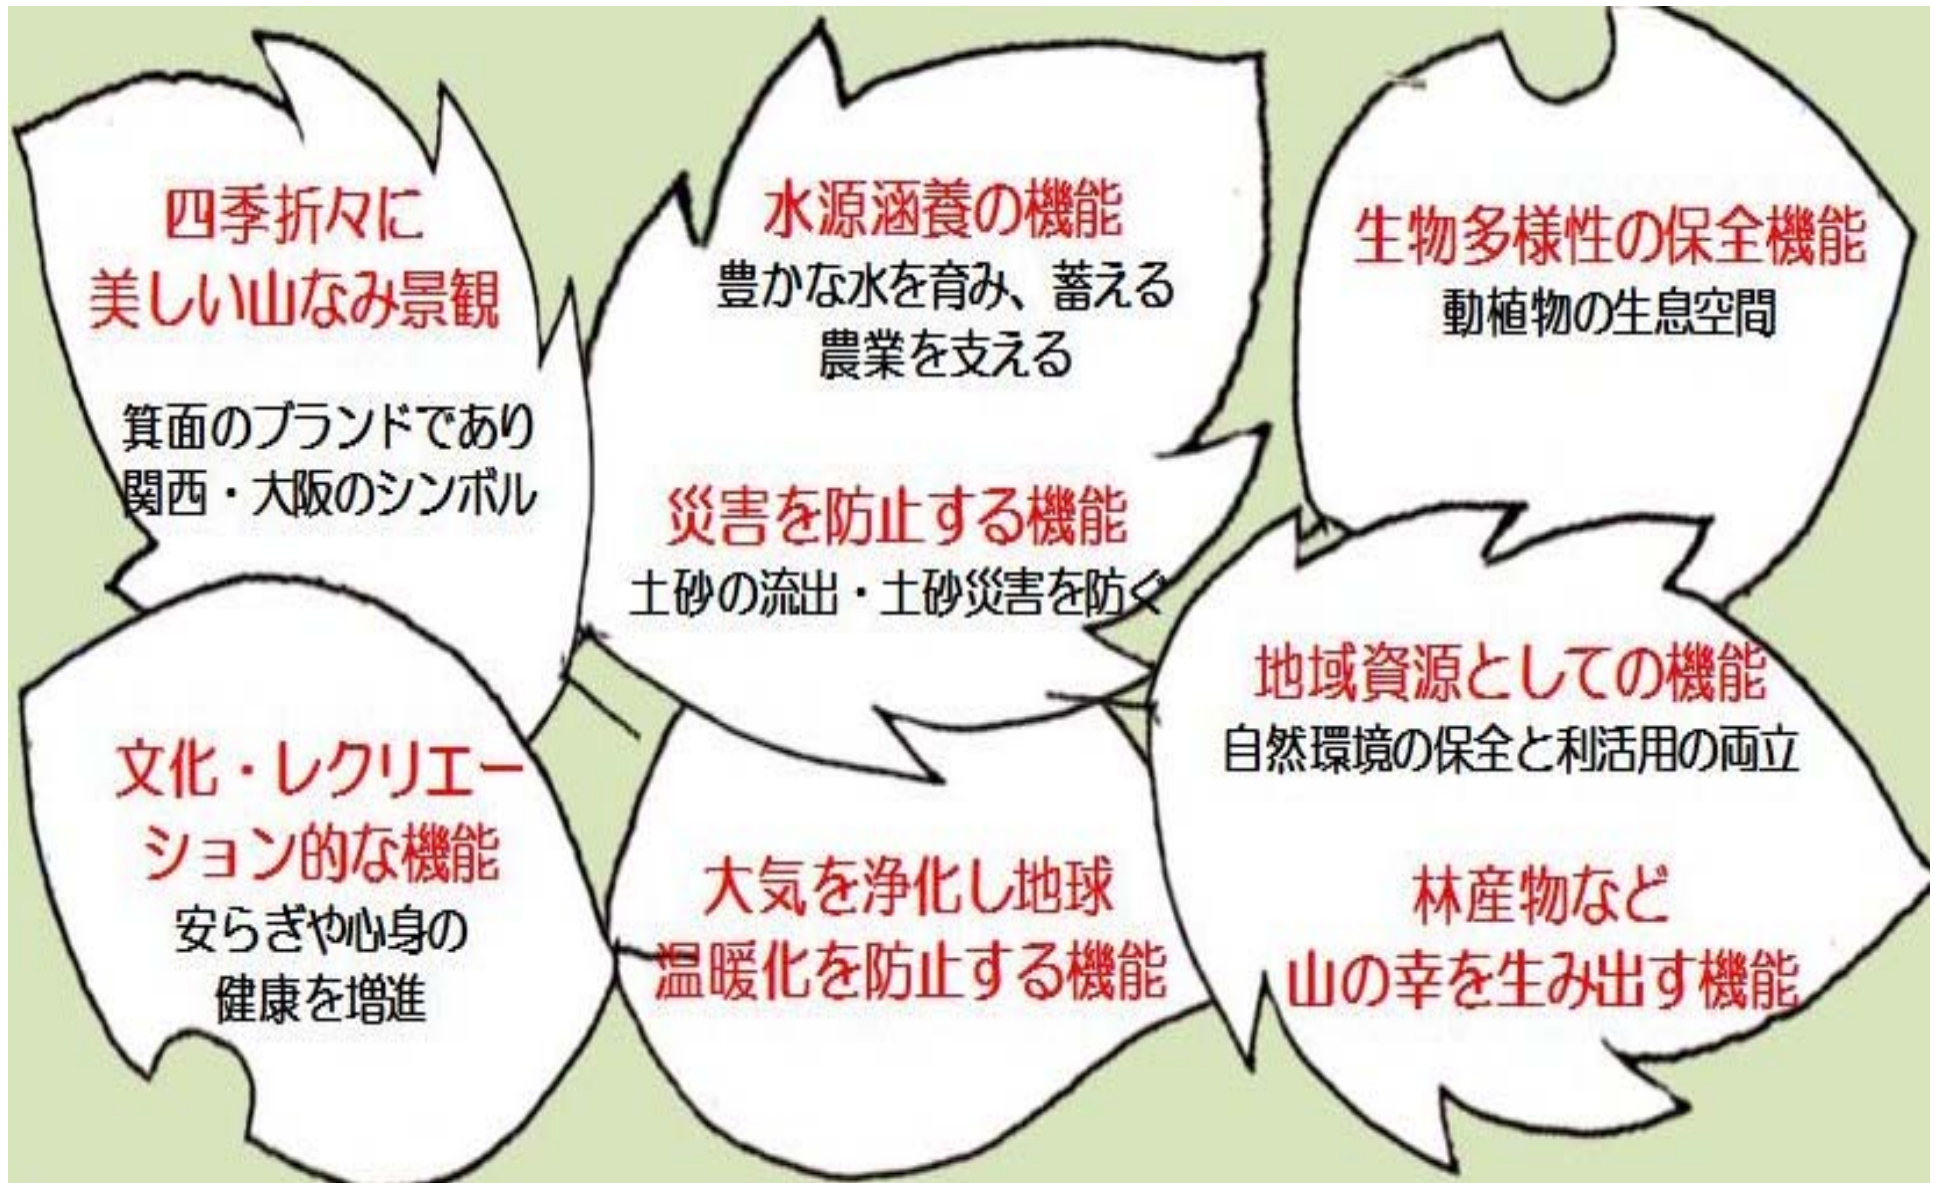 四季折々に
美しい山なみ景観
箕面のブランドであり
関西・大阪のシンボル
水源涵養の機能
豊かな水を育み、蓄える
農業を支える
災害を防止する機能
土砂の流出・土砂災害を防ぐ
生物多様性の保全機能
動植物の生息空間
文化・レクリエー
ション的な機能
安らぎや心身の
健康を増進
大気を浄化し地球
温暖化を防止する機能
地域資源としての機能
自然環境の保全と利活用の両立
林産物など
山の幸を生み出す機能